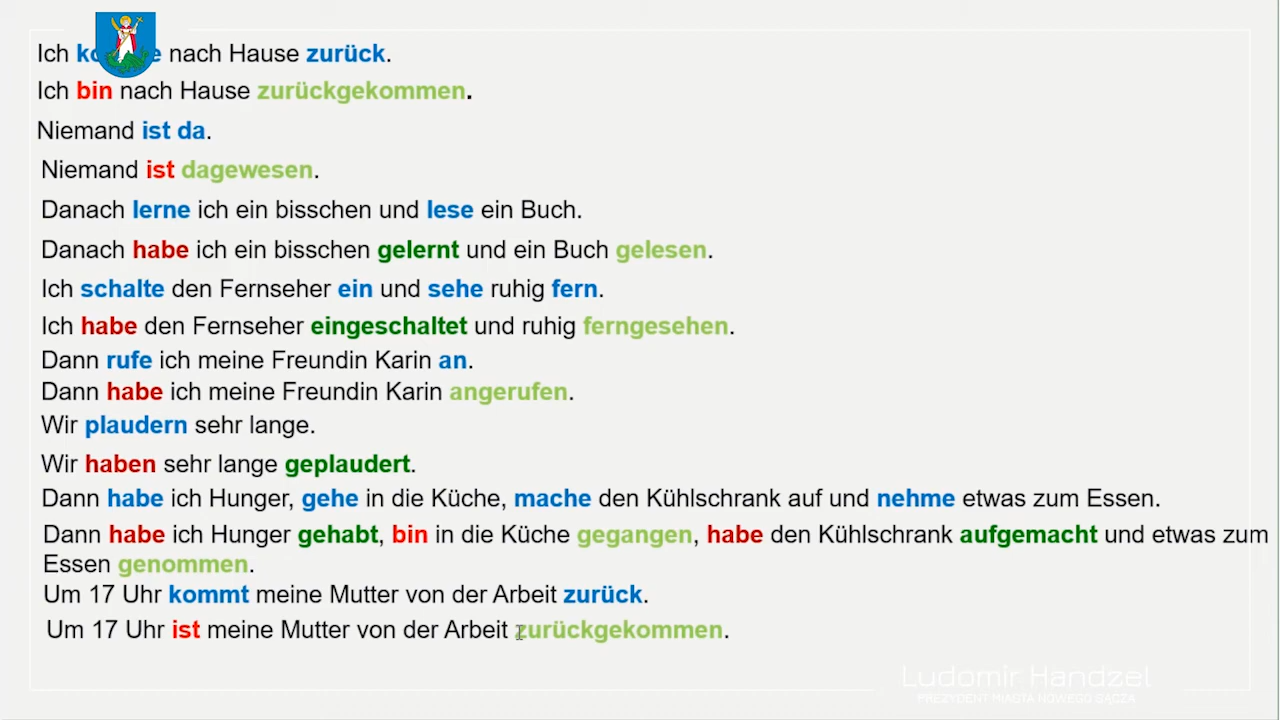 Ich nach Hause zurück.
Ich bin nach Hause zurückgekommen.
Niemand ist da.
Niemand ist dagewesen.
Danach lerne ich ein bisschen und lese ein Buch.
Danach habe ich ein bisschen gelernt und ein Buch gelesen.
Ich schalte den Fernseher ein und sehe ruhig fern.
Ich habe den Fernseher eingeschaltet und ruhig ferngesehen.
Dann rufe ich meine Freundin Karin an.
Dann habe ich meine Freundin Karin angerufen.
Wir plaudern sehr lange.
Wir haben sehr lange geplaudert.
Dann habe ich Hunger, gehe in die Küche, mache den Kühlschrank auf und nehme etwas zum Essen.
Dann habe ich Hunger gehabt, bin in die Küche gegangen, habe den Kühlschrank aufgemacht und etwas zum
Essen genommen.
Um 17 Uhr kommt meine Mutter von der Arbeit zurück.
Um 17 Uhr ist meine Mutter von der Arbeit zurückgekommen.
Ludomir Handzel
PREZYDENT MIASTA NOWEGO SĄCZA